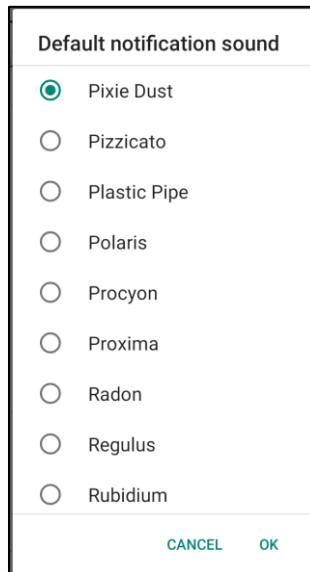 Default notification sound
Pixie Dust
Pizzicato
Plastic Pipe
Polaris
Procyon
Proxima
Radon
Regulus
Rubidium
CANCEL OK